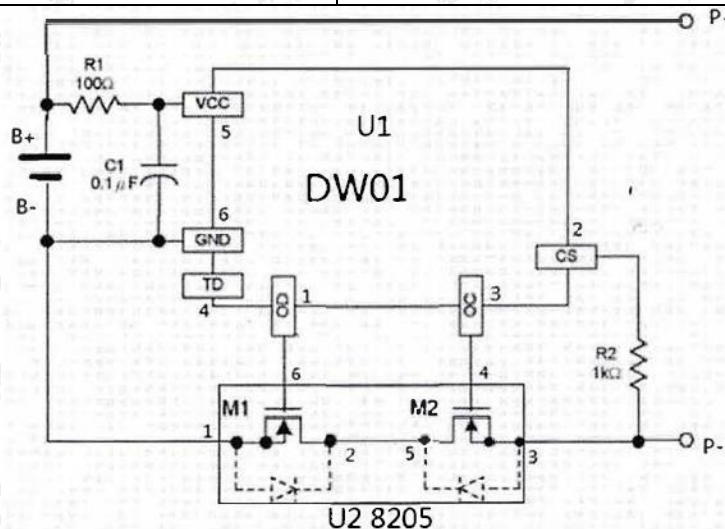 P-
R1
100Ω
VCC
5
U1
B+
C1
0.1μF
DW01
B-
6
GND
2
CS
TD
4
OD
1
OC
3
R2
1kΩ
6
4
M1
M2
1
2
5
3
P-
U2 8205